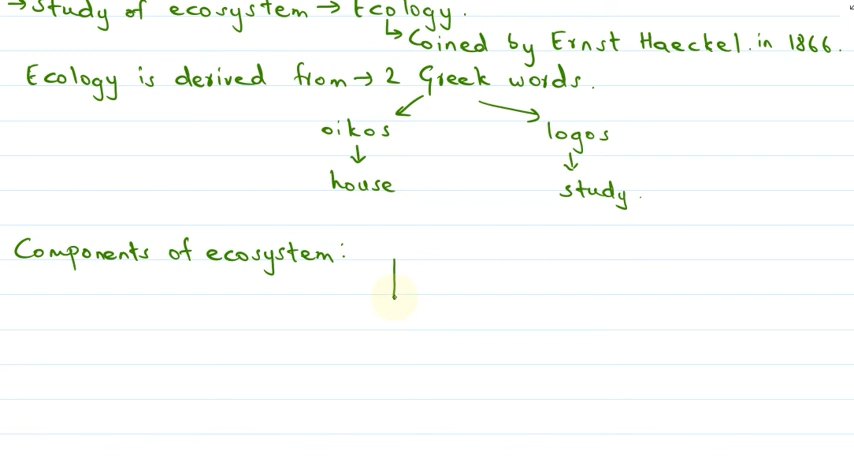 → Study of ecosystem → Ecology.
↳ Coined by Ernst Haeckel. in 1866.
Ecology is derived from → 2 Greek words.
oikos logos
house study.
Components of ecosystem: